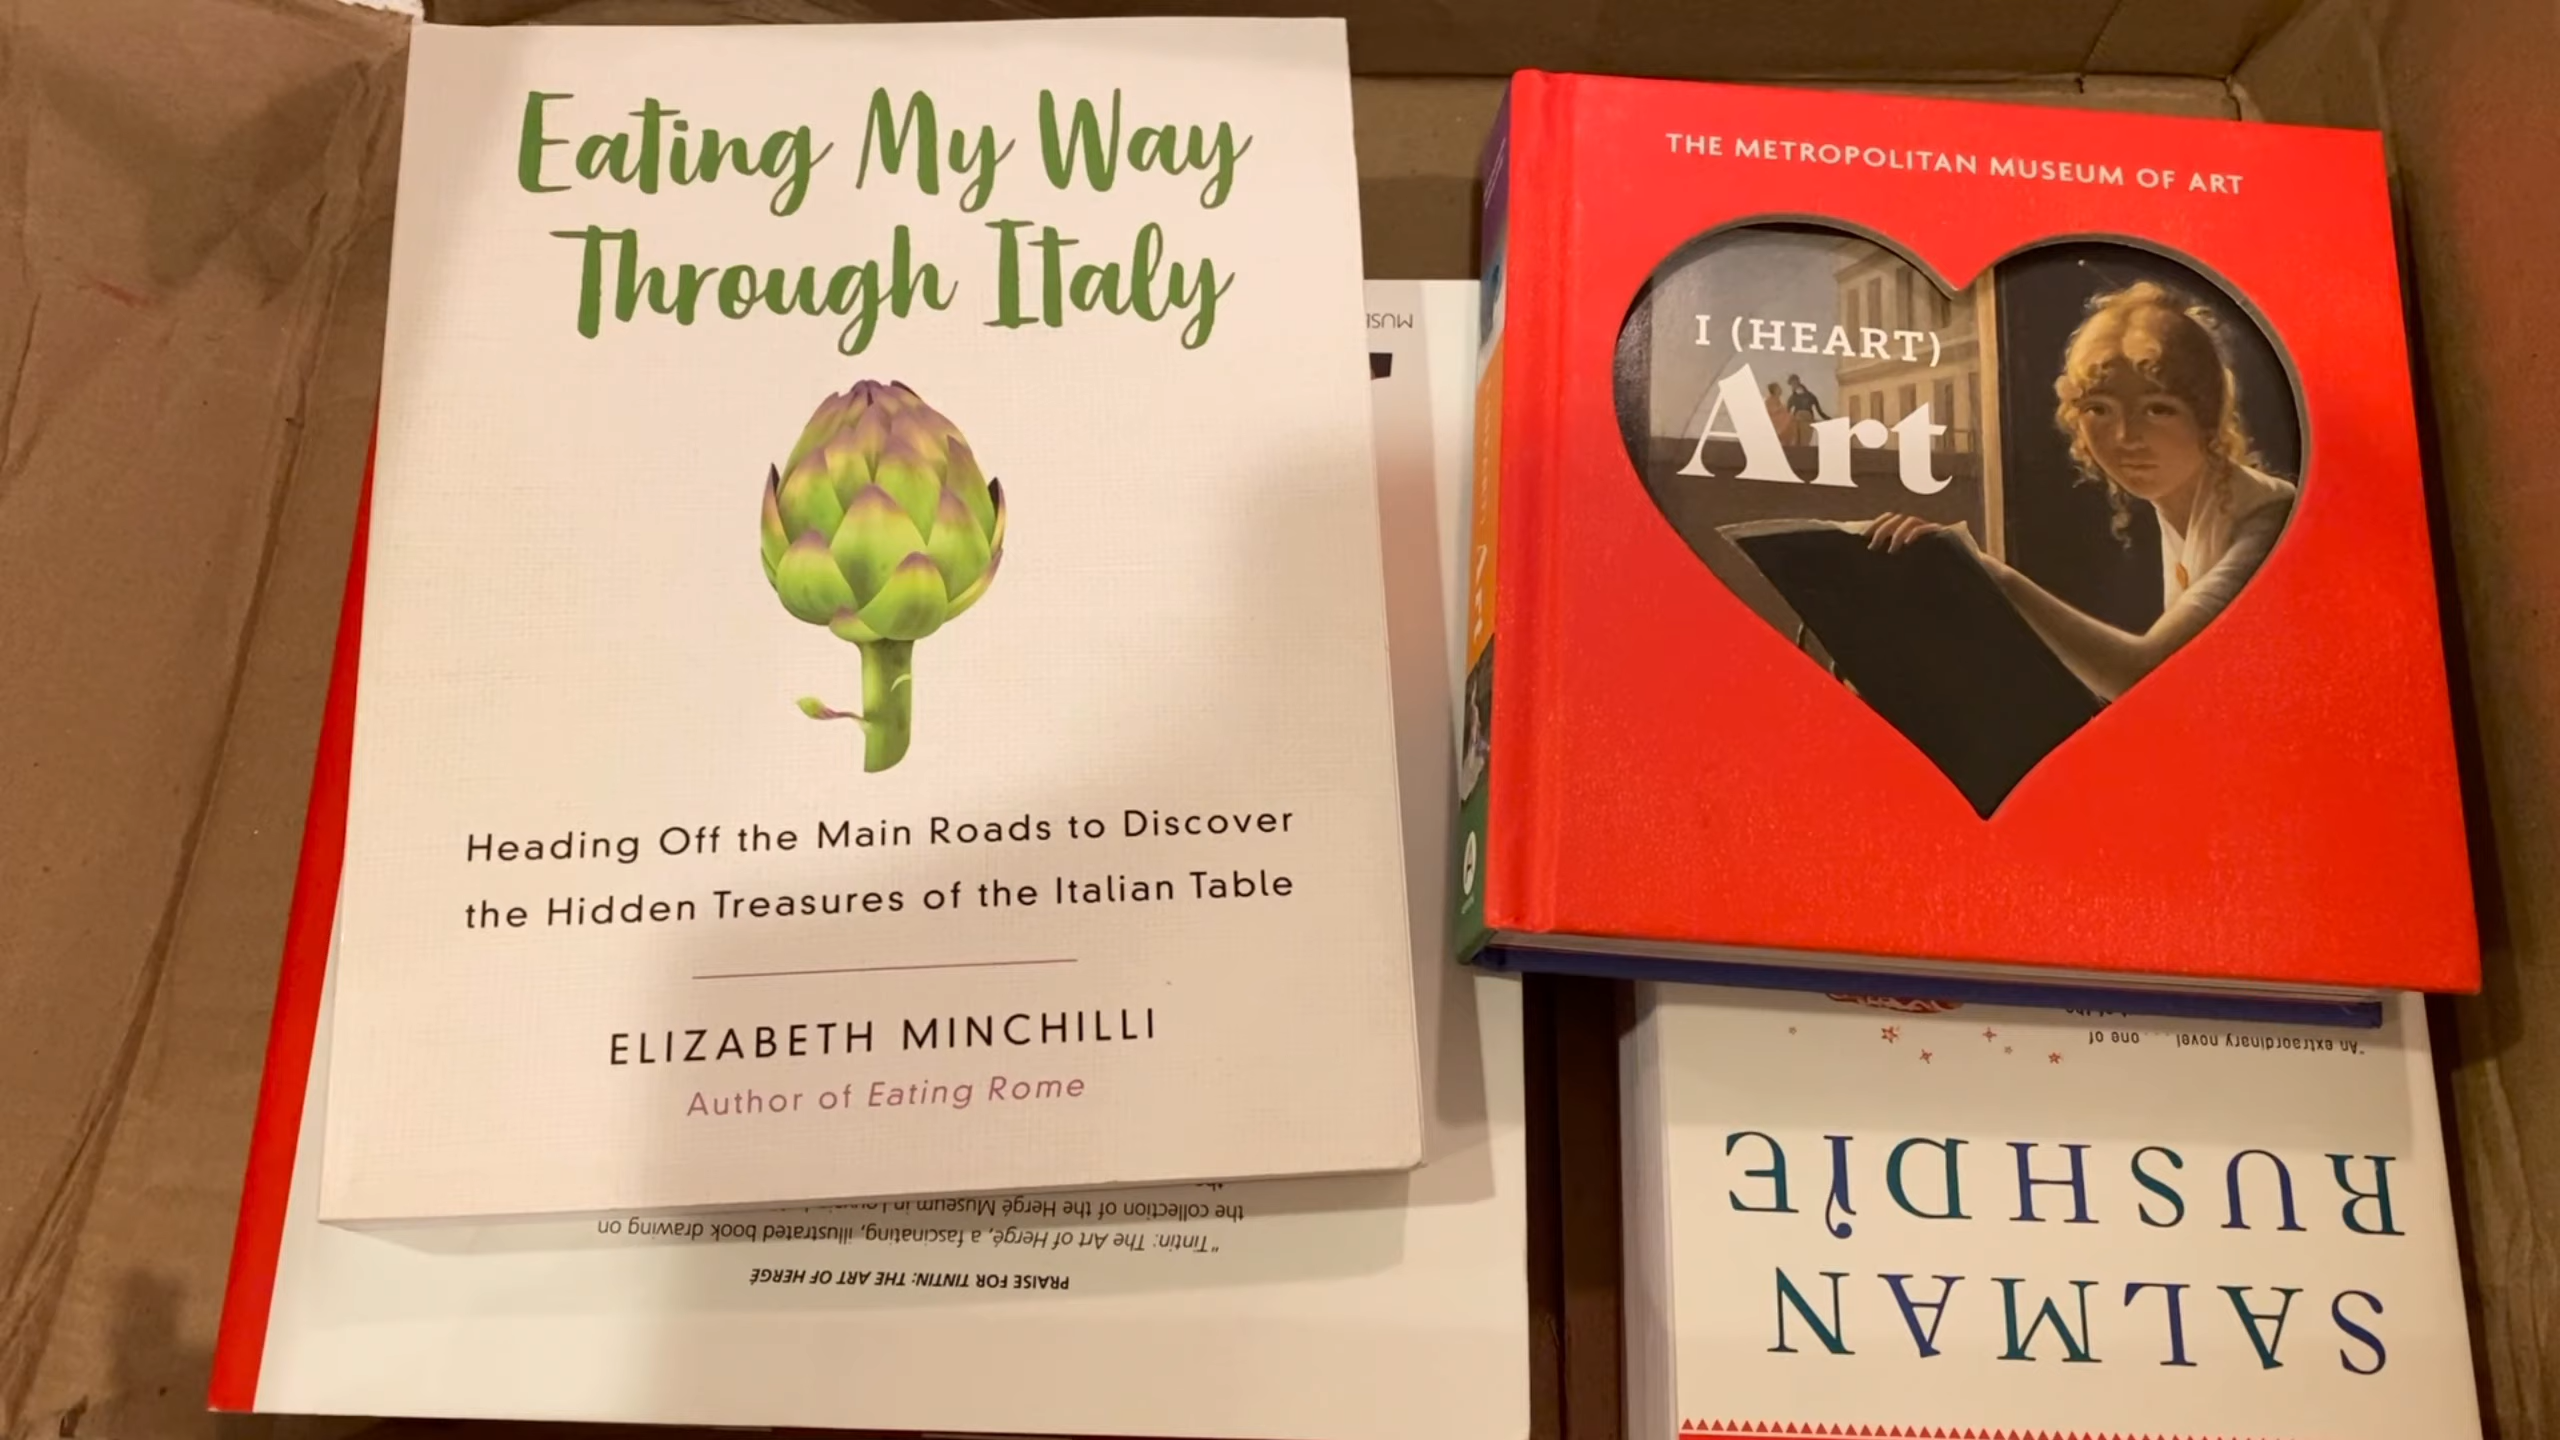 Eating My Way
Through Italy
Heading Off the Main Roads to Discover
the Hidden Treasures of the Italian Table
ELIZABETH MINCHILLI
Author of Eating Rome
THE METROPOLITAN MUSEUM OF ART
I (HEART)
Art
PRAISE FOR TINTIN: THE ART OF HERGÉ
"Tintin: The Art of Hergé, a fascinating, illustrated book drawing on
the collection of the Hergé Museum in
SALMAN
RUSHDIE
"An extraordinary novel . . . one of